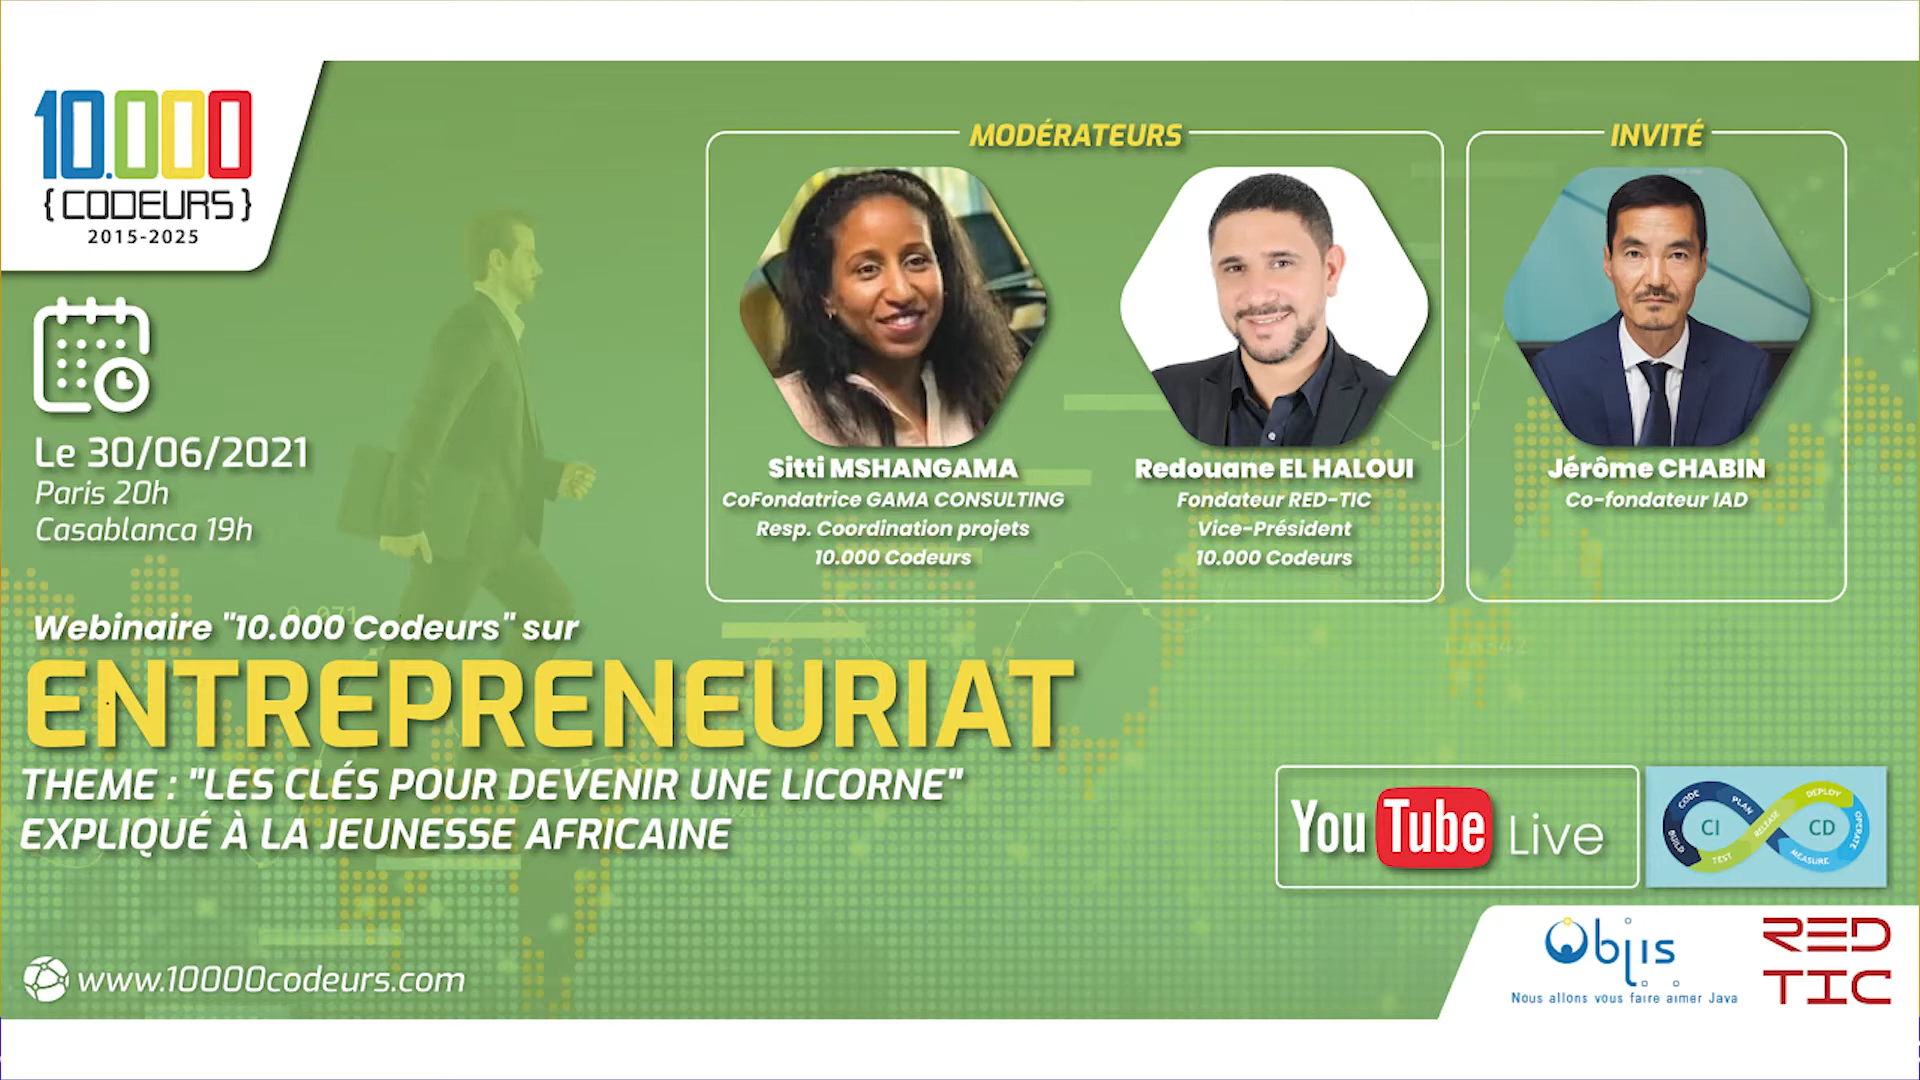 10.000
{CODEURS}
2015-2025
Le 30/06/2021
Paris 20h
Casablanca 19h
MODÉRATEURS
Sitti MSHANGAMA
CoFondatrice GAMA CONSULTING
Resp. Coordination projets
10.000 Codeurs
Redouane EL HALOUI
Fondateur RED-TIC
Vice-Président
10.000 Codeurs
INVITÉ
Jérôme CHABIN
Co-fondateur IAD
Webinaire "10.000 Codeurs" sur
ENTREPRENEURIAT
THEME : "LES CLÉS POUR DEVENIR UNE LICORNE"
EXPLIQUÉ À LA JEUNESSE AFRICAINE
YouTube Live
CODE
PLAN
BUILD
TEST
RELEASE
DEPLOY
OPERATE
MEASURE
CI
CD
www.10000codeurs.com
Objis
Nous allons vous faire aimer Java
RED
TIC